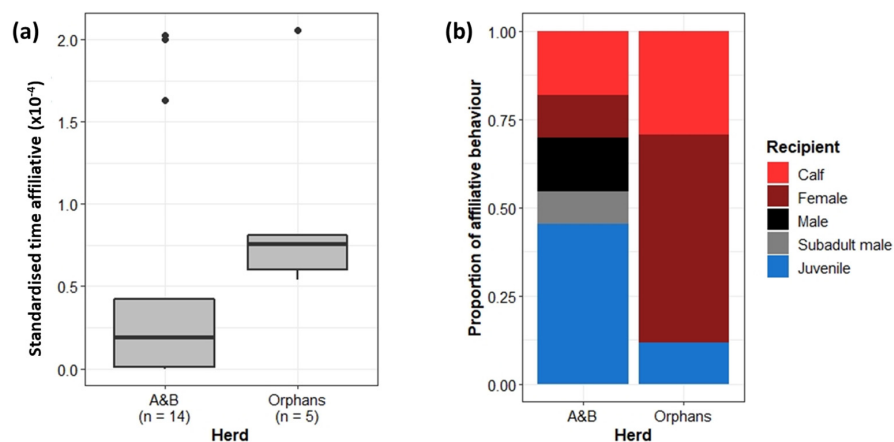 (a)
Standardised time affiliative (x10⁻⁴)
2.0
1.5
1.0
0.5
0.0
A&B
(n = 14)
Orphans
(n = 5)
Herd
(b)
Proportion of affiliative behaviour
1.00
0.75
0.50
0.25
0.00
A&B
Orphans
Herd
Recipient
Calf
Female
Male
Subadult male
Juvenile